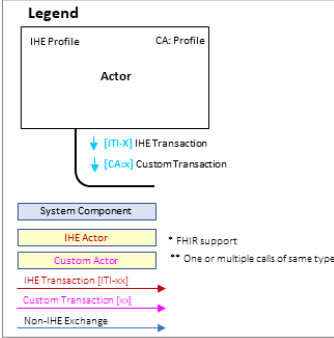 Legend
IHE Profile CA: Profile
Actor
[ITI-X] IHE Transaction
[CA:x] Custom Transaction
System Component
IHE Actor * FHIR support
Custom Actor ** One or multiple calls of same type
IHE Transaction [ITI-xx]
Custom Transaction [xx]
Non-IHE Exchange